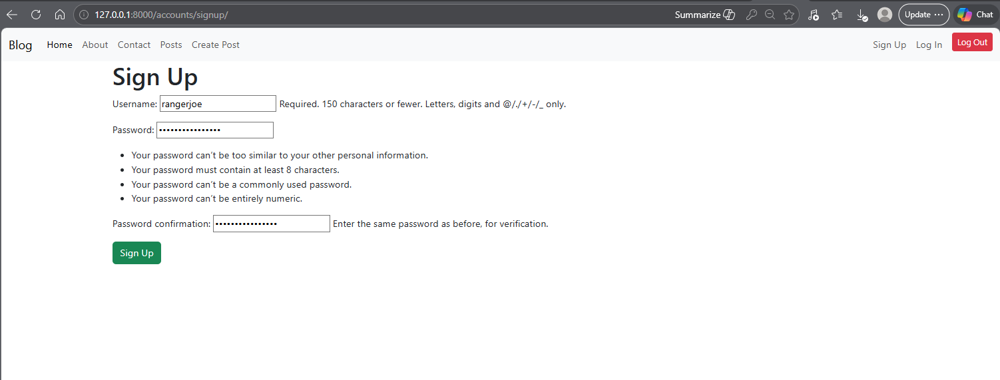 127.0.0.1:8000/accounts/signup/ Summarize Update ··· Chat
Blog Home About Contact Posts Create Post Sign Up Log In Log Out
Sign Up
Username: rangerjoe Required. 150 characters or fewer. Letters, digits and @/./+/-/_ only.
Password: ••••••••••••••••
• Your password can’t be too similar to your other personal information.
• Your password must contain at least 8 characters.
• Your password can’t be a commonly used password.
• Your password can’t be entirely numeric.
Password confirmation: •••••••••••••••• Enter the same password as before, for verification.
Sign Up